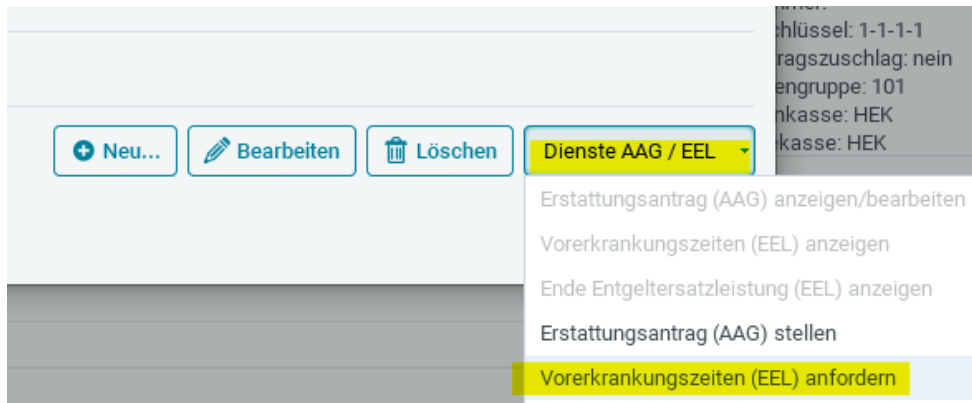 chlüssel: 1-1-1-1
ragszuschlag: nein
engruppe: 101
nkasse: HEK
kasse: HEK
Neu...
Bearbeiten
Löschen
Dienste AAG / EEL
Erstattungsantrag (AAG) anzeigen/bearbeiten
Vorerkrankungszeiten (EEL) anzeigen
Ende Entgeltersatzleistung (EEL) anzeigen
Erstattungsantrag (AAG) stellen
Vorerkrankungszeiten (EEL) anfordern